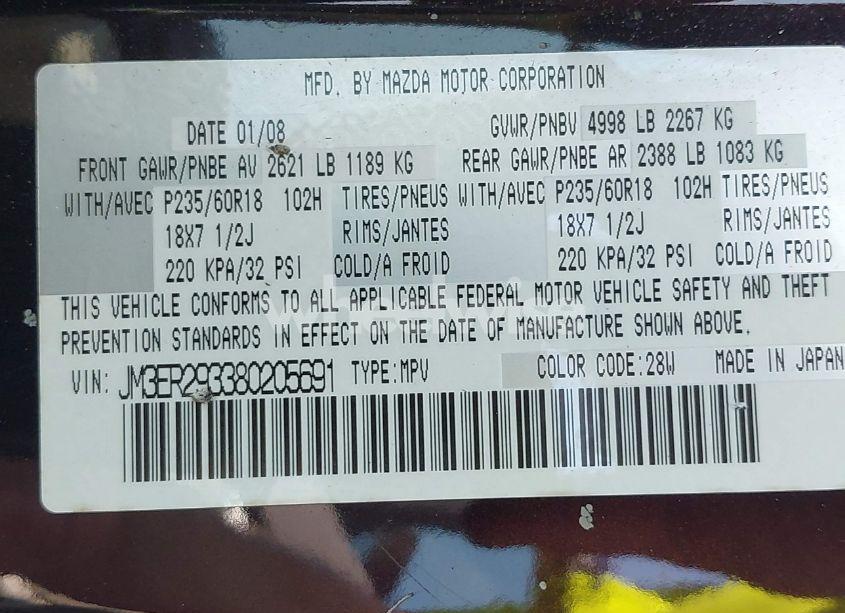 MFD. BY MAZDA MOTOR CORPORATION
DATE 01/08 GVWR/PNBV 4998 LB 2267 KG
FRONT GAWR/PNBE AV 2621 LB 1189 KG REAR GAWR/PNBE AR 2388 LB 1083 KG
WITH/AVEC P235/60R18 102H TIRES/PNEUS WITH/AVEC P235/60R18 102H TIRES/PNEUS
18X7 1/2J RIMS/JANTES 18X7 1/2J RIMS/JANTES
220 KPA/32 PSI COLD/A FROID 220 KPA/32 PSI COLD/A FROID
THIS VEHICLE CONFORMS TO ALL APPLICABLE FEDERAL MOTOR VEHICLE SAFETY AND THEFT
PREVENTION STANDARDS IN EFFECT ON THE DATE OF MANUFACTURE SHOWN ABOVE.
VIN: JM3ER293380205691 TYPE:MPV COLOR CODE:28W MADE IN JAPAN